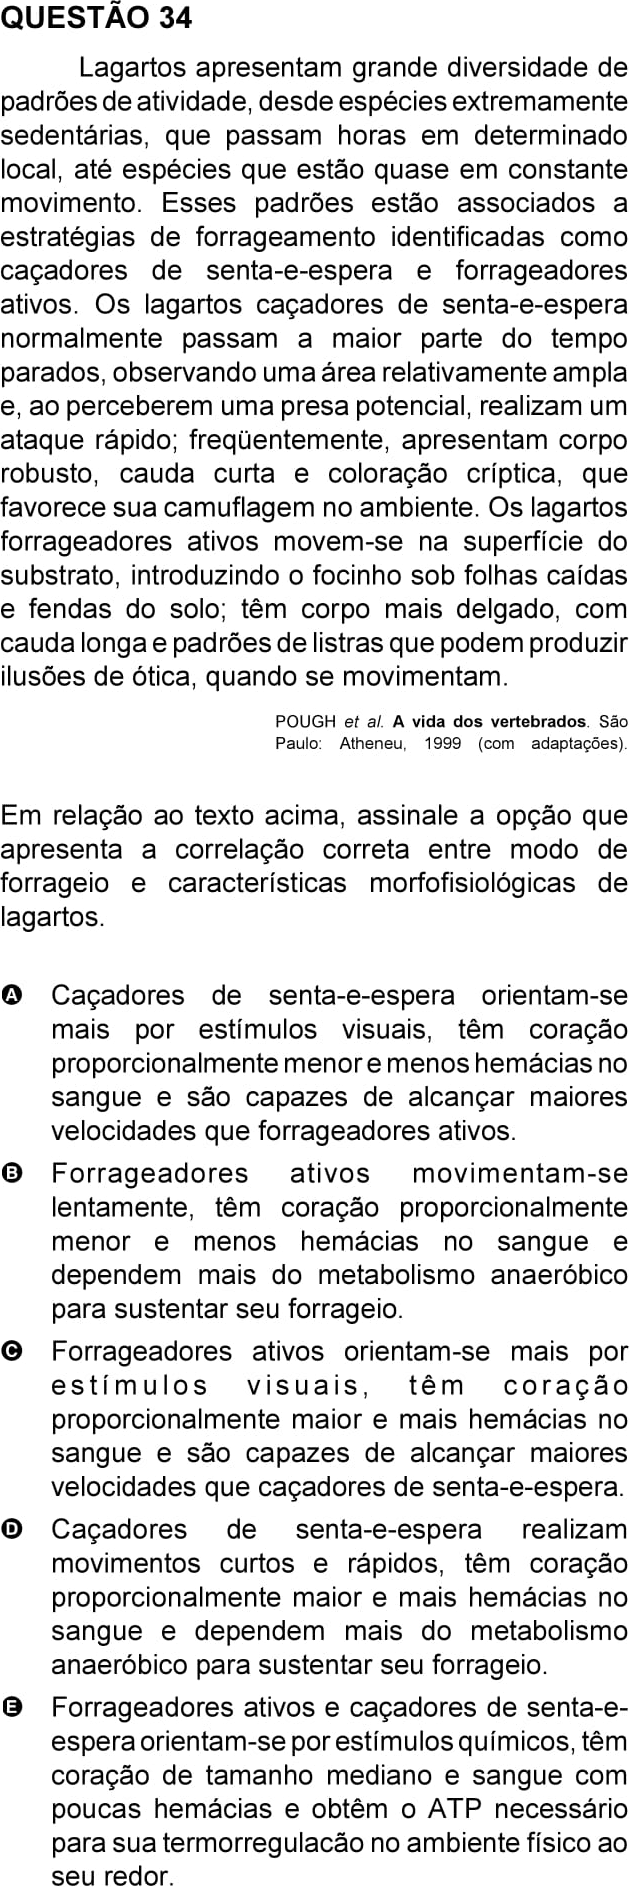 QUESTÃO 34
Lagartos apresentam grande diversidade de
padrões de atividade, desde espécies extremamente
sedentárias, que passam horas em determinado
local, até espécies que estão quase em constante
movimento. Esses padrões estão associados a
estratégias de forrageamento identificadas como
caçadores de senta-e-espera e forrageadores
ativos. Os lagartos caçadores de senta-e-espera
normalmente passam a maior parte do tempo
parados, observando uma área relativamente ampla
e, ao perceberem uma presa potencial, realizam um
ataque rápido; freqüentemente, apresentam corpo
robusto, cauda curta e coloração críptica, que
favorece sua camuflagem no ambiente. Os lagartos
forrageadores ativos movem-se na superfície do
substrato, introduzindo o focinho sob folhas caídas
e fendas do solo; têm corpo mais delgado, com
cauda longa e padrões de listras que podem produzir
ilusões de ótica, quando se movimentam.
POUGH et al. A vida dos vertebrados. São
Paulo: Atheneu, 1999 (com adaptações).
Em relação ao texto acima, assinale a opção que
apresenta a correlação correta entre modo de
forrageio e características morfofisiológicas de
lagartos.
A Caçadores de senta-e-espera orientam-se
mais por estímulos visuais, têm coração
proporcionalmente menor e menos hemácias no
sangue e são capazes de alcançar maiores
velocidades que forrageadores ativos.
B Forrageadores ativos movimentam-se
lentamente, têm coração proporcionalmente
menor e menos hemácias no sangue e
dependem mais do metabolismo anaeróbico
para sustentar seu forrageio.
C Forrageadores ativos orientam-se mais por
estímulos visuais, têm coração
proporcionalmente maior e mais hemácias no
sangue e são capazes de alcançar maiores
velocidades que caçadores de senta-e-espera.
D Caçadores de senta-e-espera realizam
movimentos curtos e rápidos, têm coração
proporcionalmente maior e mais hemácias no
sangue e dependem mais do metabolismo
anaeróbico para sustentar seu forrageio.
E Forrageadores ativos e caçadores de senta-e-
espera orientam-se por estímulos químicos, têm
coração de tamanho mediano e sangue com
poucas hemácias e obtêm o ATP necessário
para sua termorregulacão no ambiente físico ao
seu redor.